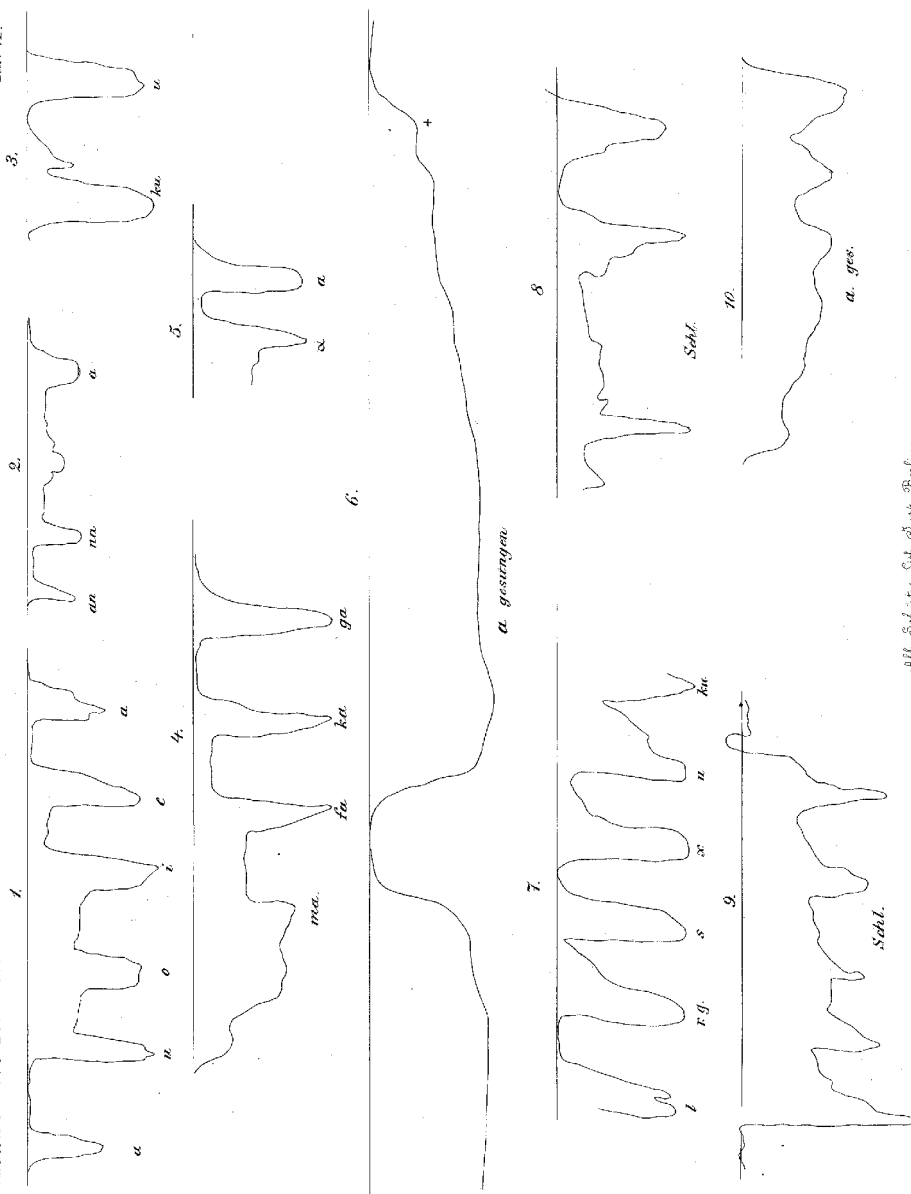 1.
a
u
o
i
e
a
2.
an
na
a
3.
ku
u
4.
ma.
fa
ka
ga
5.
a
6.
a gesungen
+
7.
l
r.g.
s
x
u
ku
8
Schl.
9.
Schl.
10.
a. ges.